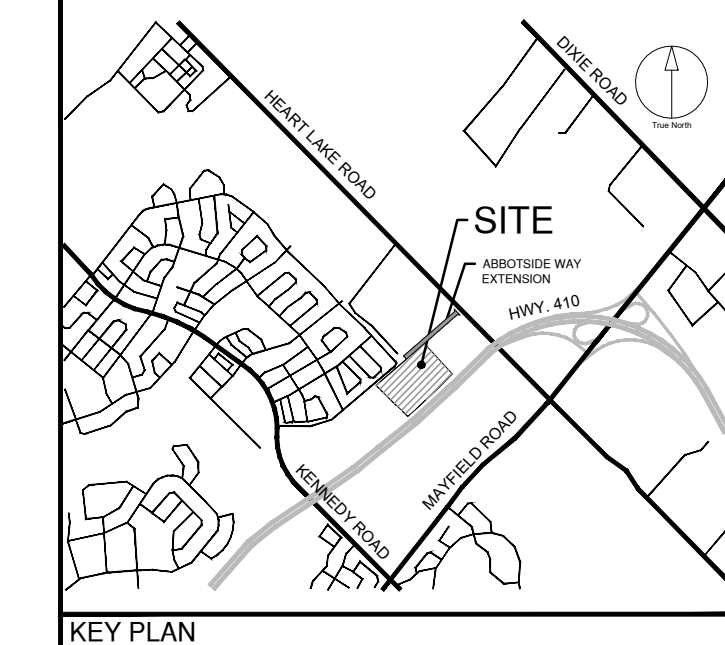 DIXIE ROAD
True North
HEART LAKE ROAD
SITE
ABBOTSIDE WAY
EXTENSION
HWY. 410
MAYFIELD ROAD
KENNEDY ROAD
KEY PLAN